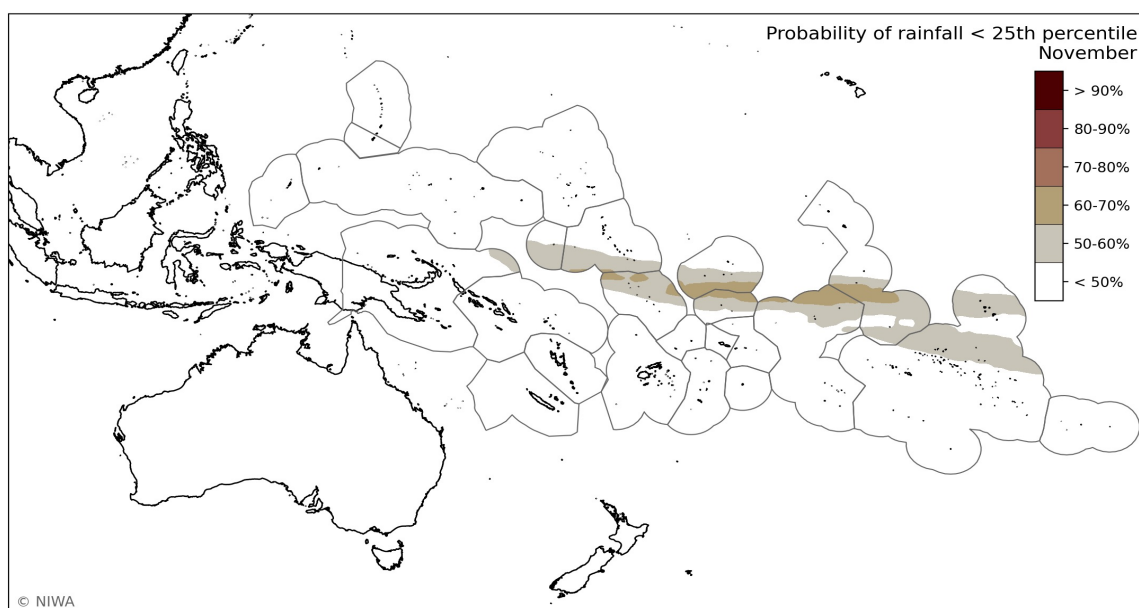 Probability of rainfall < 25th percentile
November
> 90%
80-90%
70-80%
60-70%
50-60%
< 50%
© NIWA